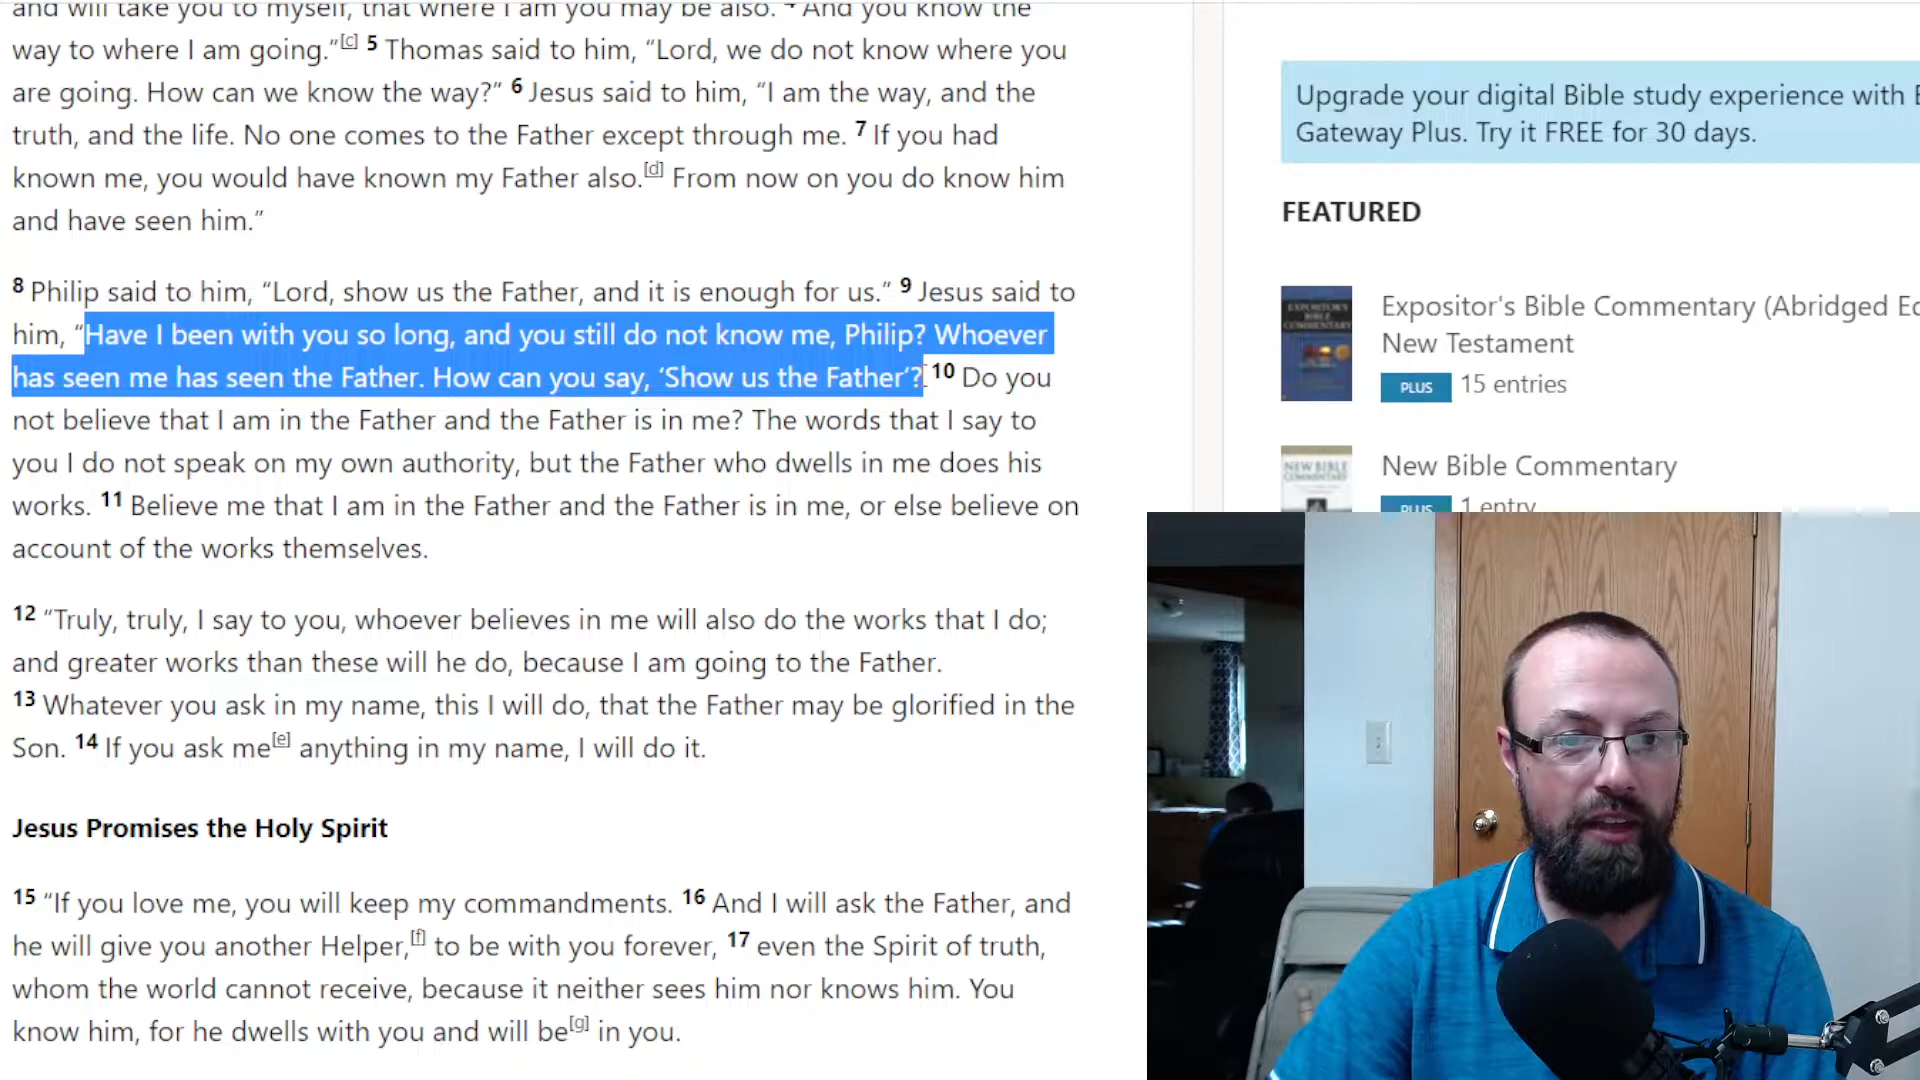 and will take you to myself, that where I am you may be also. 4 And you know the
way to where I am going.”[c] 5 Thomas said to him, “Lord, we do not know where you
are going. How can we know the way?” 6 Jesus said to him, “I am the way, and the
truth, and the life. No one comes to the Father except through me. 7 If you had
known me, you would have known my Father also.[d] From now on you do know him
and have seen him.”
8 Philip said to him, “Lord, show us the Father, and it is enough for us.” 9 Jesus said to
him, “Have I been with you so long, and you still do not know me, Philip? Whoever
has seen me has seen the Father. How can you say, ‘Show us the Father’? 10 Do you
not believe that I am in the Father and the Father is in me? The words that I say to
you I do not speak on my own authority, but the Father who dwells in me does his
works. 11 Believe me that I am in the Father and the Father is in me, or else believe on
account of the works themselves.
12 “Truly, truly, I say to you, whoever believes in me will also do the works that I do;
and greater works than these will he do, because I am going to the Father.
13 Whatever you ask in my name, this I will do, that the Father may be glorified in the
Son. 14 If you ask me[e] anything in my name, I will do it.
Jesus Promises the Holy Spirit
15 “If you love me, you will keep my commandments. 16 And I will ask the Father, and
he will give you another Helper,[f] to be with you forever, 17 even the Spirit of truth,
whom the world cannot receive, because it neither sees him nor knows him. You
know him, for he dwells with you and will be[g] in you.
Upgrade your digital Bible study experience with
Gateway Plus. Try it FREE for 30 days.
FEATURED
EXPOSITOR'S
BIBLE
COMMENTARY
Expositor's Bible Commentary (Abridged
New Testament
PLUS 15 entries
NEW BIBLE
COMMENTARY
New Bible Commentary
PLUS 1 entry